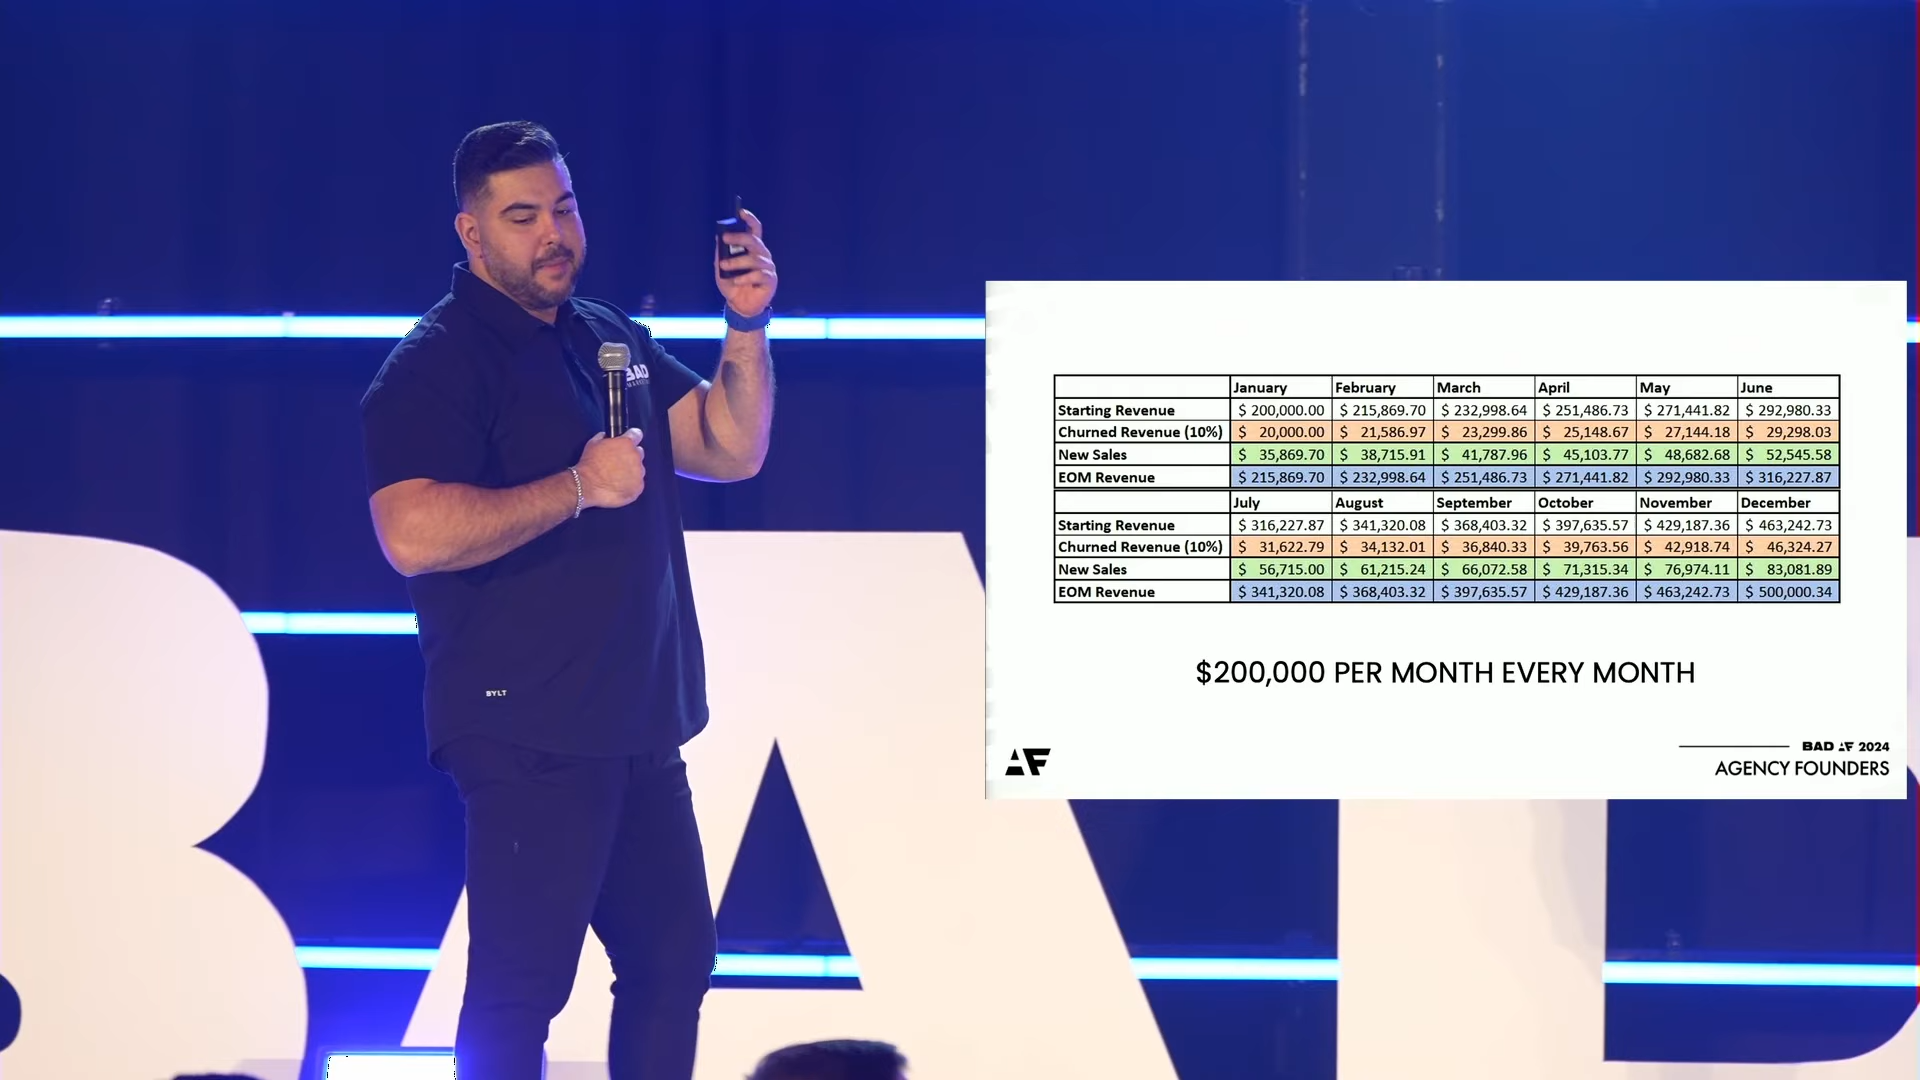 BAD
BYLT
BAD
January February March April May June
Starting Revenue $ 200,000.00 $ 215,869.70 $ 232,998.64 $ 251,486.73 $ 271,441.82 $ 292,980.33
Churned Revenue (10%) $ 20,000.00 $ 21,586.97 $ 23,299.86 $ 25,148.67 $ 27,144.18 $ 29,298.03
New Sales $ 35,869.70 $ 38,715.91 $ 41,787.96 $ 45,103.77 $ 48,682.68 $ 52,545.58
EOM Revenue $ 215,869.70 $ 232,998.64 $ 251,486.73 $ 271,441.82 $ 292,980.33 $ 316,227.87
July August September October November December
Starting Revenue $ 316,227.87 $ 341,320.08 $ 368,403.32 $ 397,635.57 $ 429,187.36 $ 463,242.73
Churned Revenue (10%) $ 31,622.79 $ 34,132.01 $ 36,840.33 $ 39,763.56 $ 42,918.74 $ 46,324.27
New Sales $ 56,715.00 $ 61,215.24 $ 66,072.58 $ 71,315.34 $ 76,974.11 $ 83,081.89
EOM Revenue $ 341,320.08 $ 368,403.32 $ 397,635.57 $ 429,187.36 $ 463,242.73 $ 500,000.34
$200,000 PER MONTH EVERY MONTH
AF
BAD AF 2024
AGENCY FOUNDERS